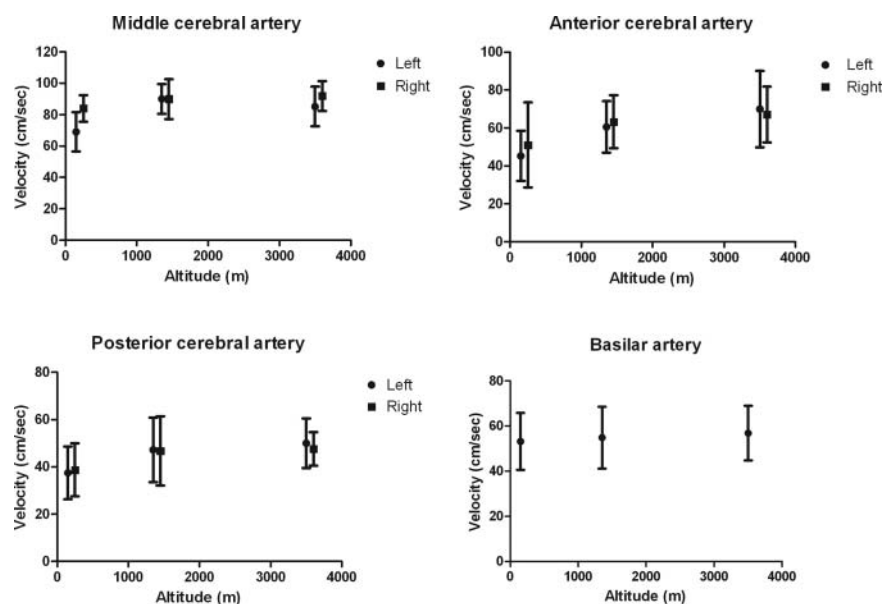 Middle cerebral artery
120
100
80
60
40
20
0
Velocity (cm/sec)
0 1000 2000 3000 4000
Altitude (m)
Left
Right
Anterior cerebral artery
100
80
60
40
20
0
Velocity (cm/sec)
0 1000 2000 3000 4000
Altitude (m)
Left
Right
Posterior cerebral artery
80
60
40
20
0
Velocity (cm/sec)
0 1000 2000 3000 4000
Altitude (m)
Left
Right
Basilar artery
80
60
40
20
0
Velocity (cm/sec)
0 1000 2000 3000 4000
Altitude (m)